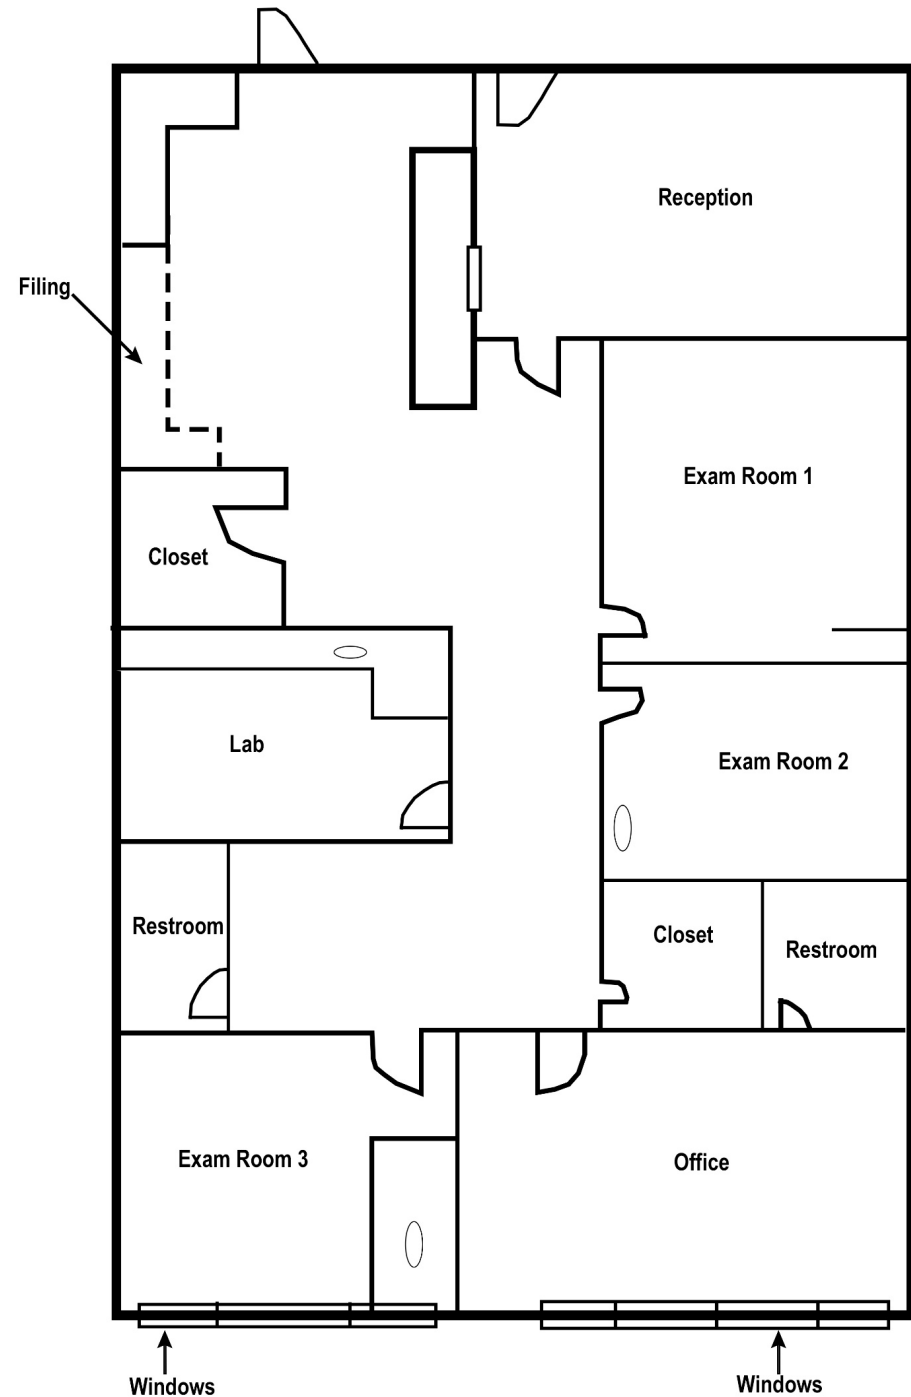 Reception
Filing
Exam Room 1
Closet
Lab
Exam Room 2
Restroom
Closet
Restroom
Exam Room 3
Office
Windows
Windows